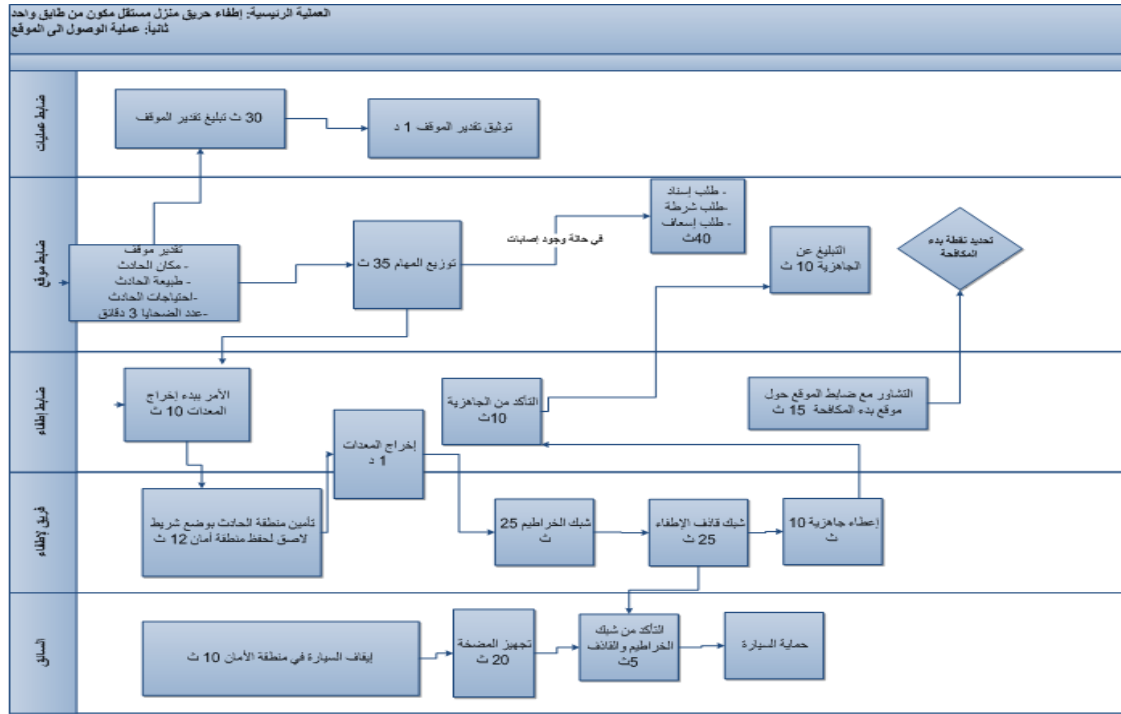 العملية الرئيسية: إطفاء حريق منزل مستقل مكون من طابق واحد
ثانياً: عملية الوصول الى الموقع
ضابط عمليات
30 ث تبليغ تقدير الموقف
توثيق تقدير الموقف 1 د
ضابط موقع
تقدير موقف
- مكان الحادث
- طبيعة الحادث
-احتياجات الحادث
-عدد الضحايا 3 دقائق
توزيع المهام 35 ث
في حالة وجود إصابات
- طلب إسناد
-طلب شرطة
- طلب إسعاف
40ث
التبليغ عن
الجاهزية 10 ث
تحديد نقطة بدء
المكافحة
ضابط إطفاء
الأمر ببدء إخراج
المعدات 10 ث
إخراج المعدات
1 د
التأكد من الجاهزية
10ث
التشاور مع ضابط الموقع حول
موقع بدء المكافحة 15 ث
فريق لإطفاء
تأمين منطقة الحادث بوضع شريط
لاصق لحفظ منطقة أمان 12 ث
شبك الخراطيم 25
ث
شبك قاذف الإطفاء
25 ث
إعطاء جاهزية 10
ث
السائق
إيقاف السيارة في منطقة الأمان 10 ث
تجهيز المضخة
20 ث
التأكد من شبك
الخراطيم والقاذف
5ث
حماية السيارة